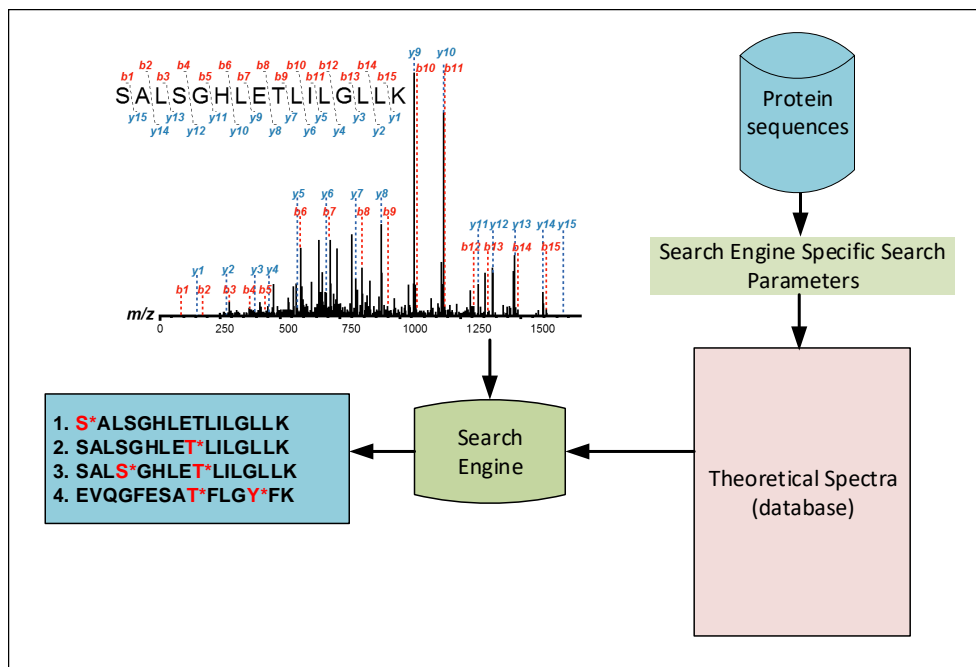 b2 b4 b6 b8 b10 b12 b14
b1 b3 b5 b7 b9 b11 b13 b15
SALSGHLETLILGLLK
y15 y13 y11 y9 y7 y5 y3 y1
y14 y12 y10 y8 y6 y4 y2
y9 y10
b10 b11
y5 y6 y7 y8
b6 b7 b8 b9
y11 y12 y13 y14 y15
b12 b13 b14 b15
y1 y2 y3 y4
b1 b2 b3 b4 b5
m/z
0 250 500 750 1000 1250 1500
Protein
sequences
Search Engine Specific Search
Parameters
Theoretical Spectra
(database)
Search
Engine
1. S*ALSGHLETLILGLLK
2. SALSGHLET*LILGLLK
3. SALS*GHLET*LILGLLK
4. EVQGFESAT*FLGY*FK